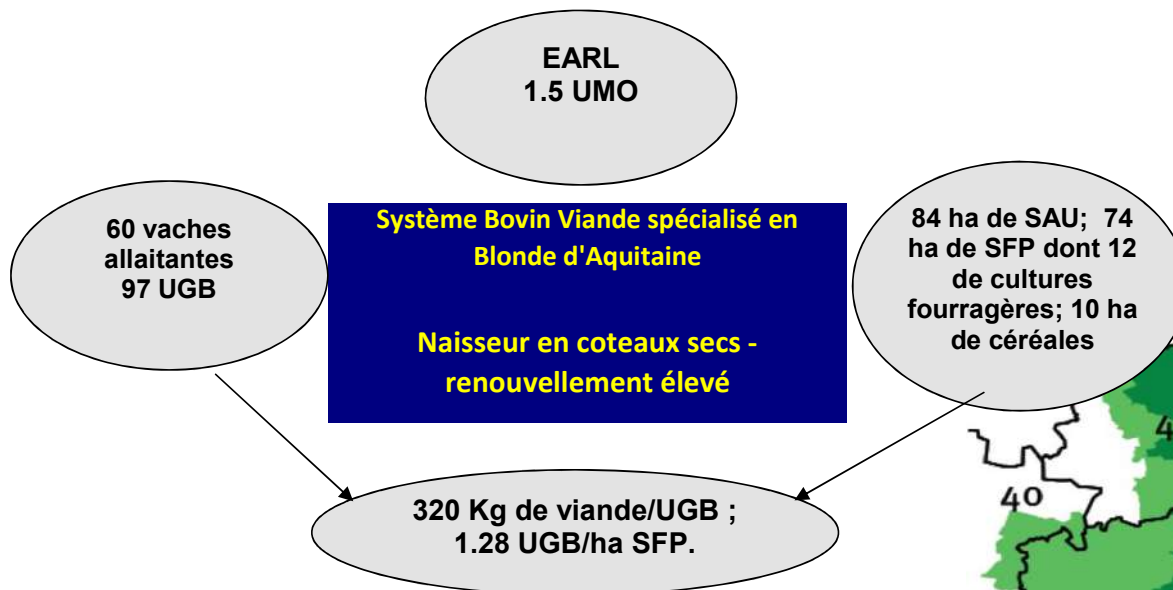 EARL
1.5 UMO
60 vaches
allaitantes
97 UGB
Système Bovin Viande spécialisé en
Blonde d'Aquitaine
Naisseur en coteaux secs -
renouvellement élevé
84 ha de SAU;  74
ha de SFP dont 12
de cultures
fourragères; 10 ha
de céréales
320 Kg de viande/UGB ;
1.28 UGB/ha SFP.
40
4